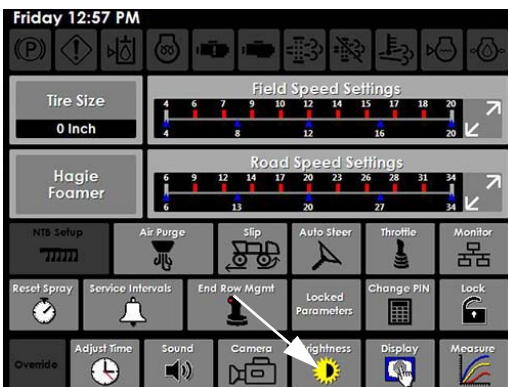 Friday 12:57 PM
(P)
Tire Size
0 Inch
Field Speed Settings
4 6 7 9 10 12 14 15 17 18 20
4 8 12 16 20
Hagie
Foamer
Road Speed Settings
6 9 12 14 17 20 23 26 28 31 34
6 13 20 27 34
NTB Setup Air Purge Slip Auto Steer Throttle Monitor
Reset Spray Service Intervals End Row Mgmt Locked
Parameters Change PIN Lock
Override Adjust Time Sound Camera Brightness Display Measure